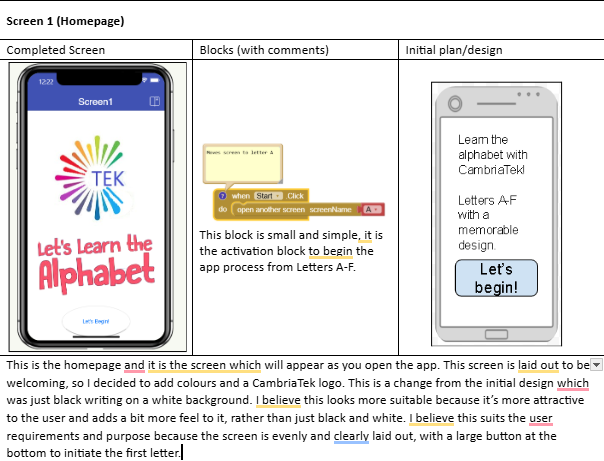 Screen 1 (Homepage)
Completed Screen
Blocks (with comments)
Initial plan/design
12:22
Screen1
TEK
Let's Learn the
Alphabet
Let's Begin!
Moves screen to letter A
when Start Click
do open another screen screenName A
This block is small and simple, it is
the activation block to begin the
app process from Letters A-F.
Learn the
alphabet with
CambriaTek!
Letters A-F
with a
memorable
design.
Let's
begin!
This is the homepage and it is the screen which will appear as you open the app. This screen is laid out to be
welcoming, so I decided to add colours and a CambriaTek logo. This is a change from the initial design which
was just black writing on a white background. I believe this looks more suitable because it's more attractive
to the user and adds a bit more feel to it, rather than just black and white. I believe this suits the user
requirements and purpose because the screen is evenly and clearly laid out, with a large button at the
bottom to initiate the first letter.